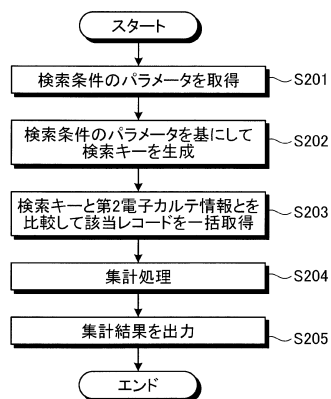 スタート
検索条件のパラメータを取得
S201
検索条件のパラメータを基にして
検索キーを生成
S202
検索キーと第2電子カルテ情報とを
比較して該当レコードを一括取得
S203
集計処理
S204
集計結果を出力
S205
エンド